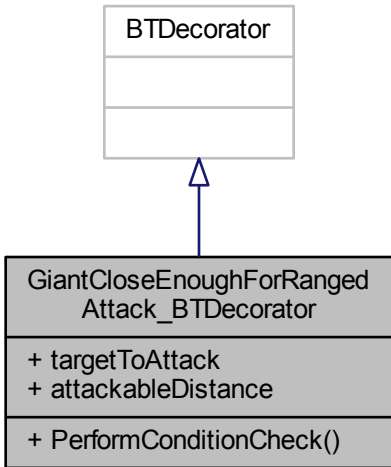 BTDecorator
GiantCloseEnoughForRanged
Attack_BTDecorator
+ targetToAttack
+ attackableDistance
+ PerformConditionCheck()